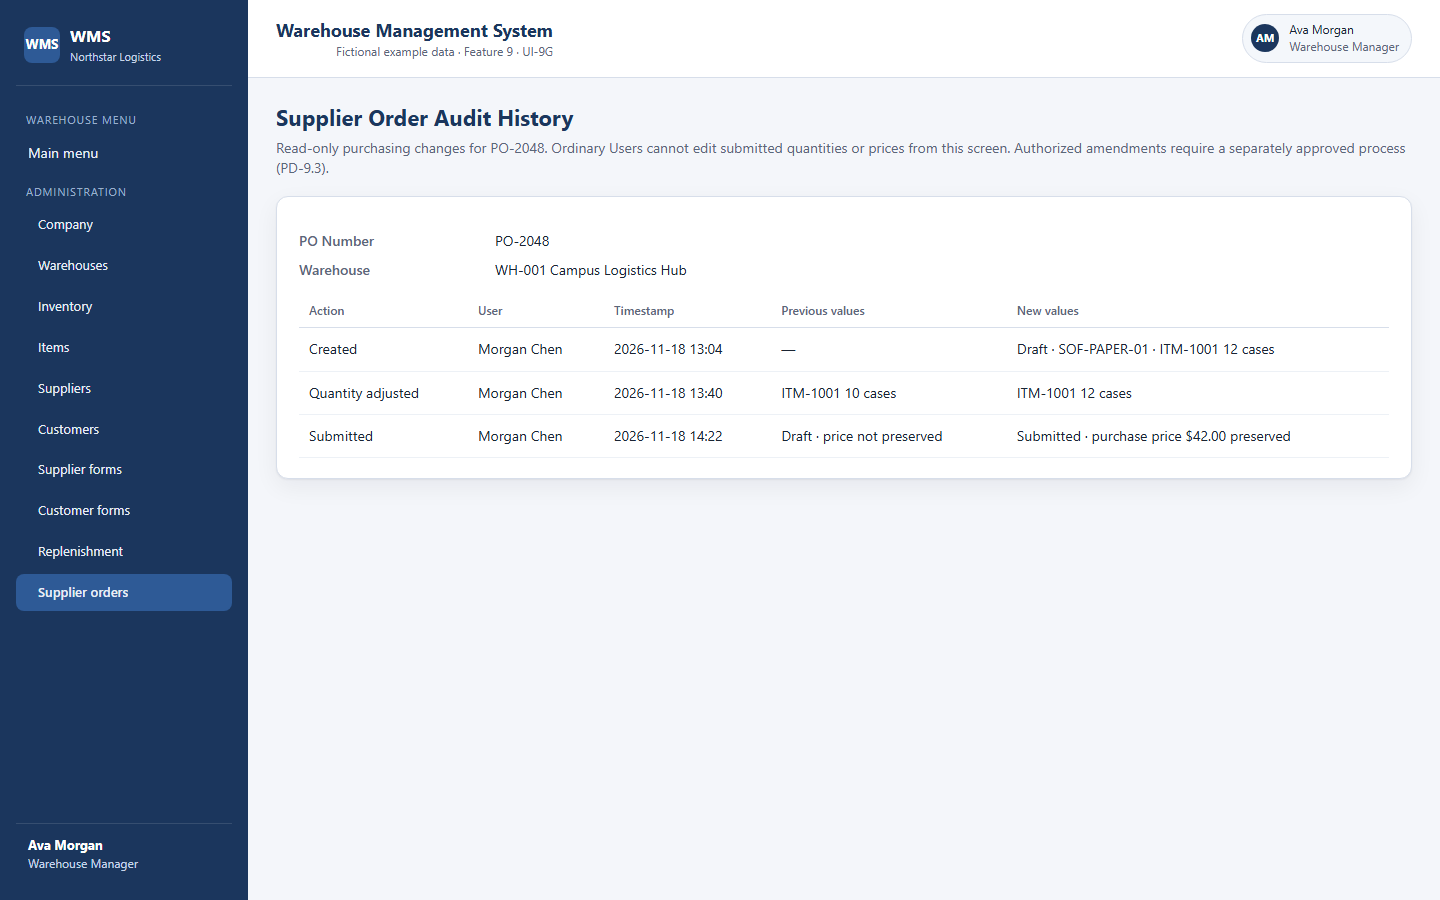 WMS
WMS
Northstar Logistics
WAREHOUSE MENU
Main menu
ADMINISTRATION
Company
Warehouses
Inventory
Items
Suppliers
Customers
Supplier forms
Customer forms
Replenishment
Supplier orders
Ava Morgan
Warehouse Manager
Warehouse Management System
Fictional example data · Feature 9 · UI-9G
AM
Ava Morgan
Warehouse Manager
Supplier Order Audit History
Read-only purchasing changes for PO-2048. Ordinary Users cannot edit submitted quantities or prices from this screen. Authorized amendments require a separately approved process
(PD-9.3).
PO Number PO-2048
Warehouse WH-001 Campus Logistics Hub
Action User Timestamp Previous values New values
Created Morgan Chen 2026-11-18 13:04 — Draft · SOF-PAPER-01 · ITM-1001 12 cases
Quantity adjusted Morgan Chen 2026-11-18 13:40 ITM-1001 10 cases ITM-1001 12 cases
Submitted Morgan Chen 2026-11-18 14:22 Draft · price not preserved Submitted · purchase price $42.00 preserved